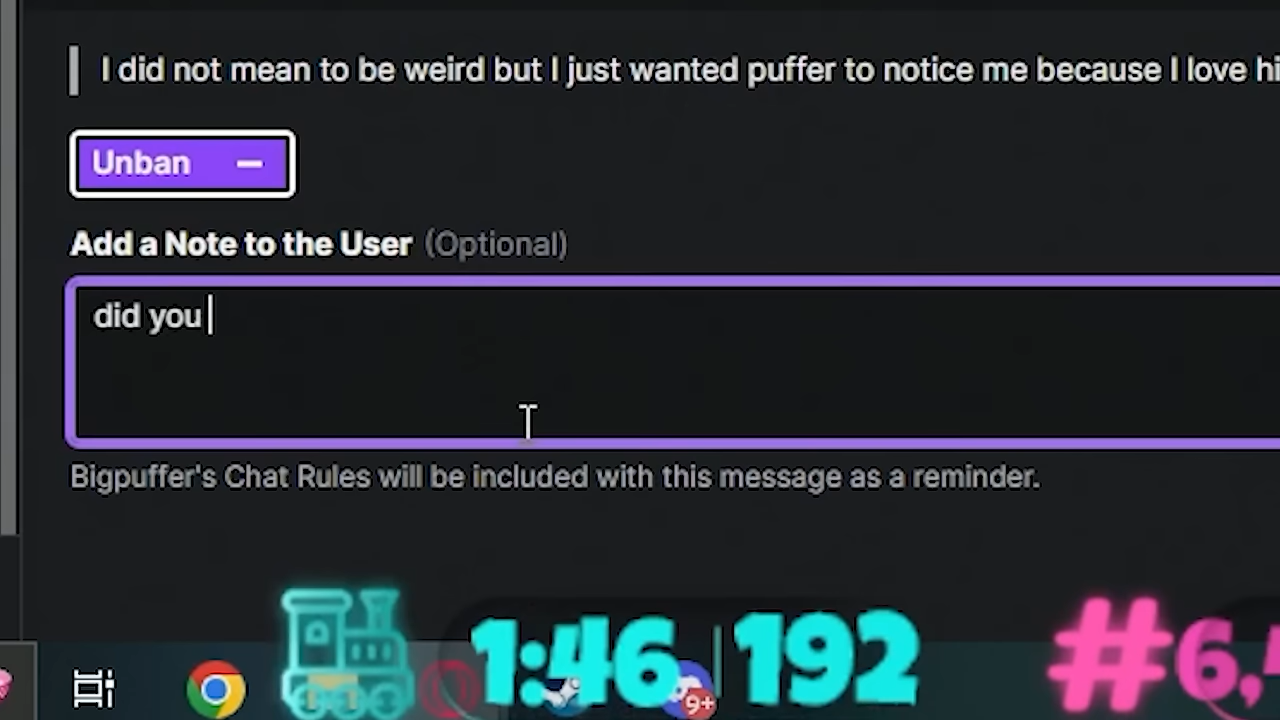 I did not mean to be weird but I just wanted puffer to notice me because I love hi
Unban
Add a Note to the User (Optional)
did you
Bigpuffer's Chat Rules will be included with this message as a reminder.
1:46 192 #6,
9+